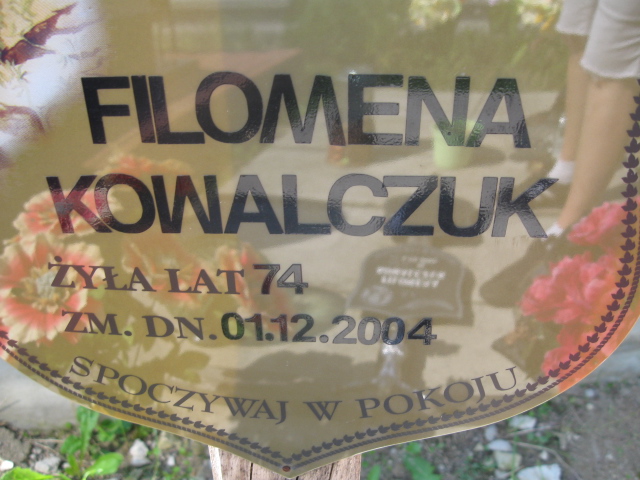 FILOMENA
KOWALCZUK
ŻYŁA LAT 74
ZM. DN. 01.12.2004
SPOCZYWAJ W POKOJU